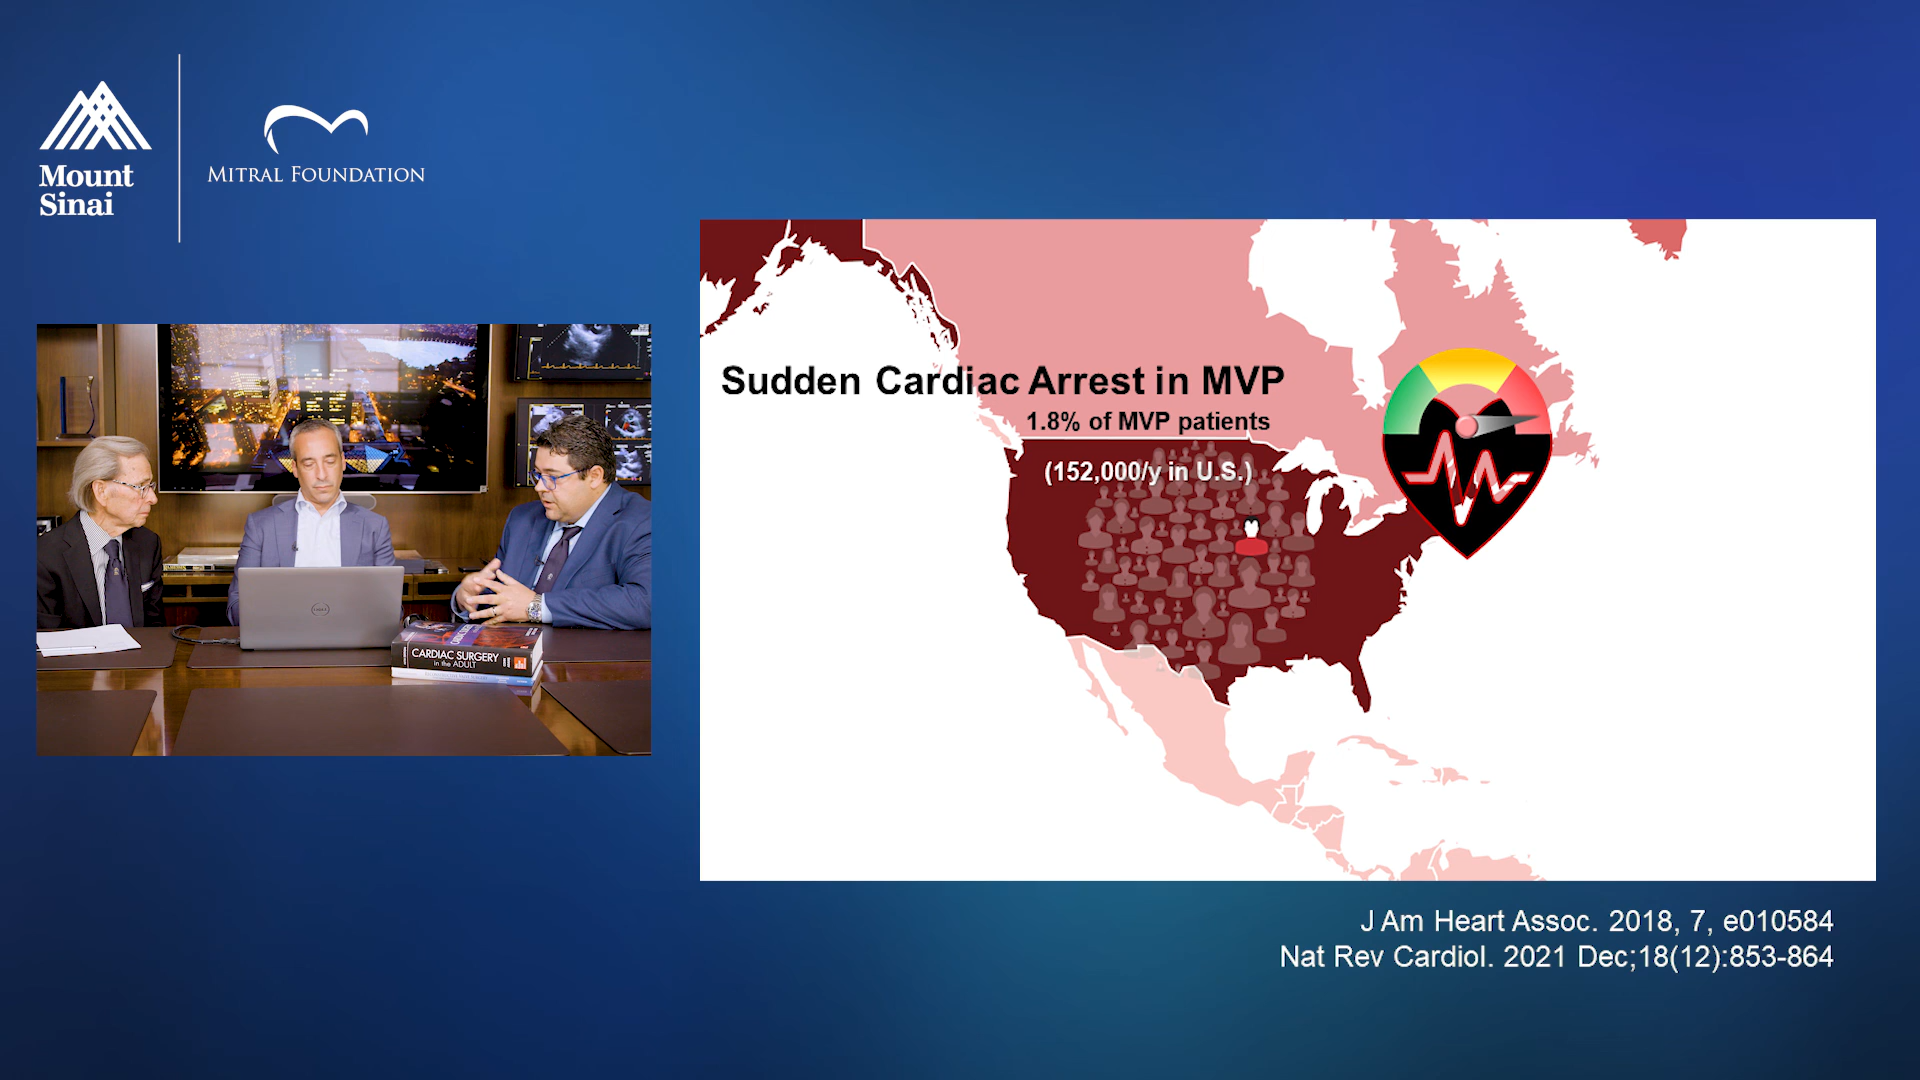 Mount
Sinai
MITRAL FOUNDATION
Sudden Cardiac Arrest in MVP
1.8% of MVP patients
(152,000/y in U.S.)
CARDIAC SURGERY
in the ADULT
DELL
J Am Heart Assoc. 2018, 7, e010584
Nat Rev Cardiol. 2021 Dec;18(12):853-864